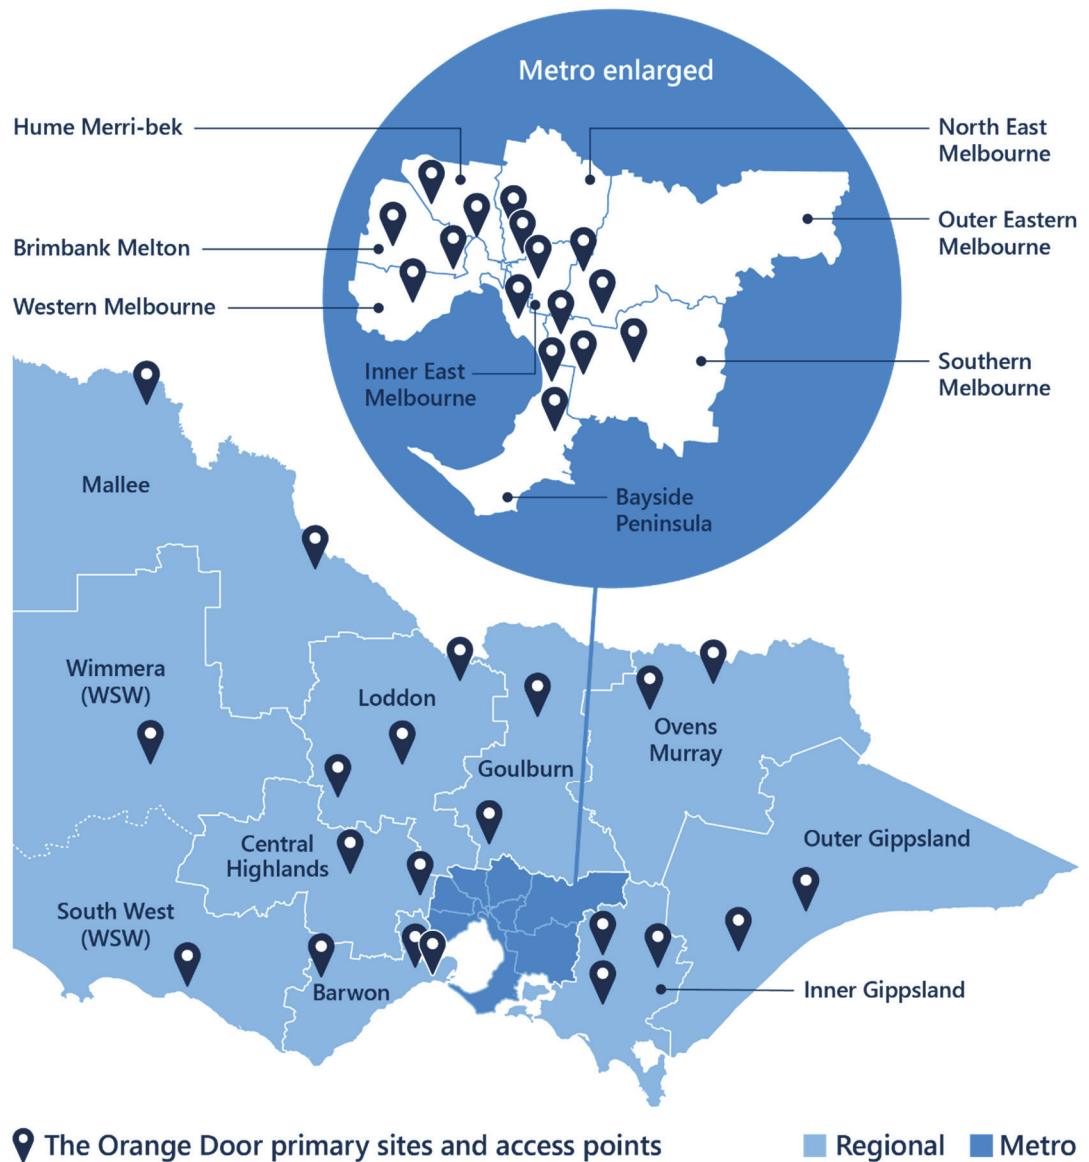 Metro enlarged
Hume Merri-bek
North East
Melbourne
Outer Eastern
Melbourne
Brimbank Melton
Western Melbourne
Inner East
Melbourne
Southern
Melbourne
Bayside
Peninsula
Mallee
Wimmera
(WSW)
Loddon
Ovens
Murray
Goulburn
Central
Highlands
Outer Gippsland
South West
(WSW)
Barwon
Inner Gippsland
The Orange Door primary sites and access points
Regional
Metro